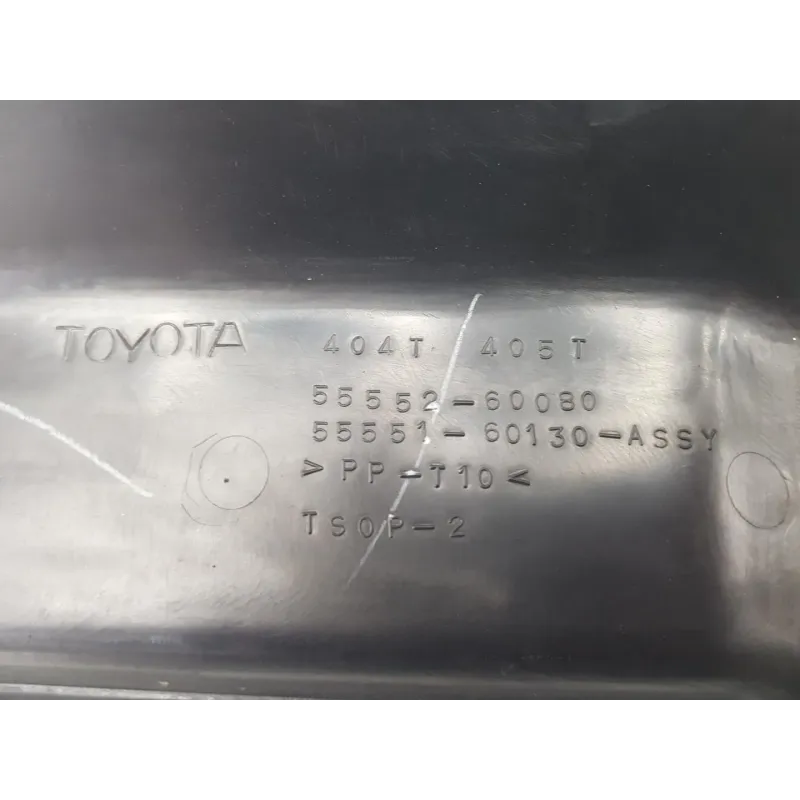 TOYOTA 404T 405T
55552-60080
55551-60130-ASSY
>PP-T10<
TSOP-2